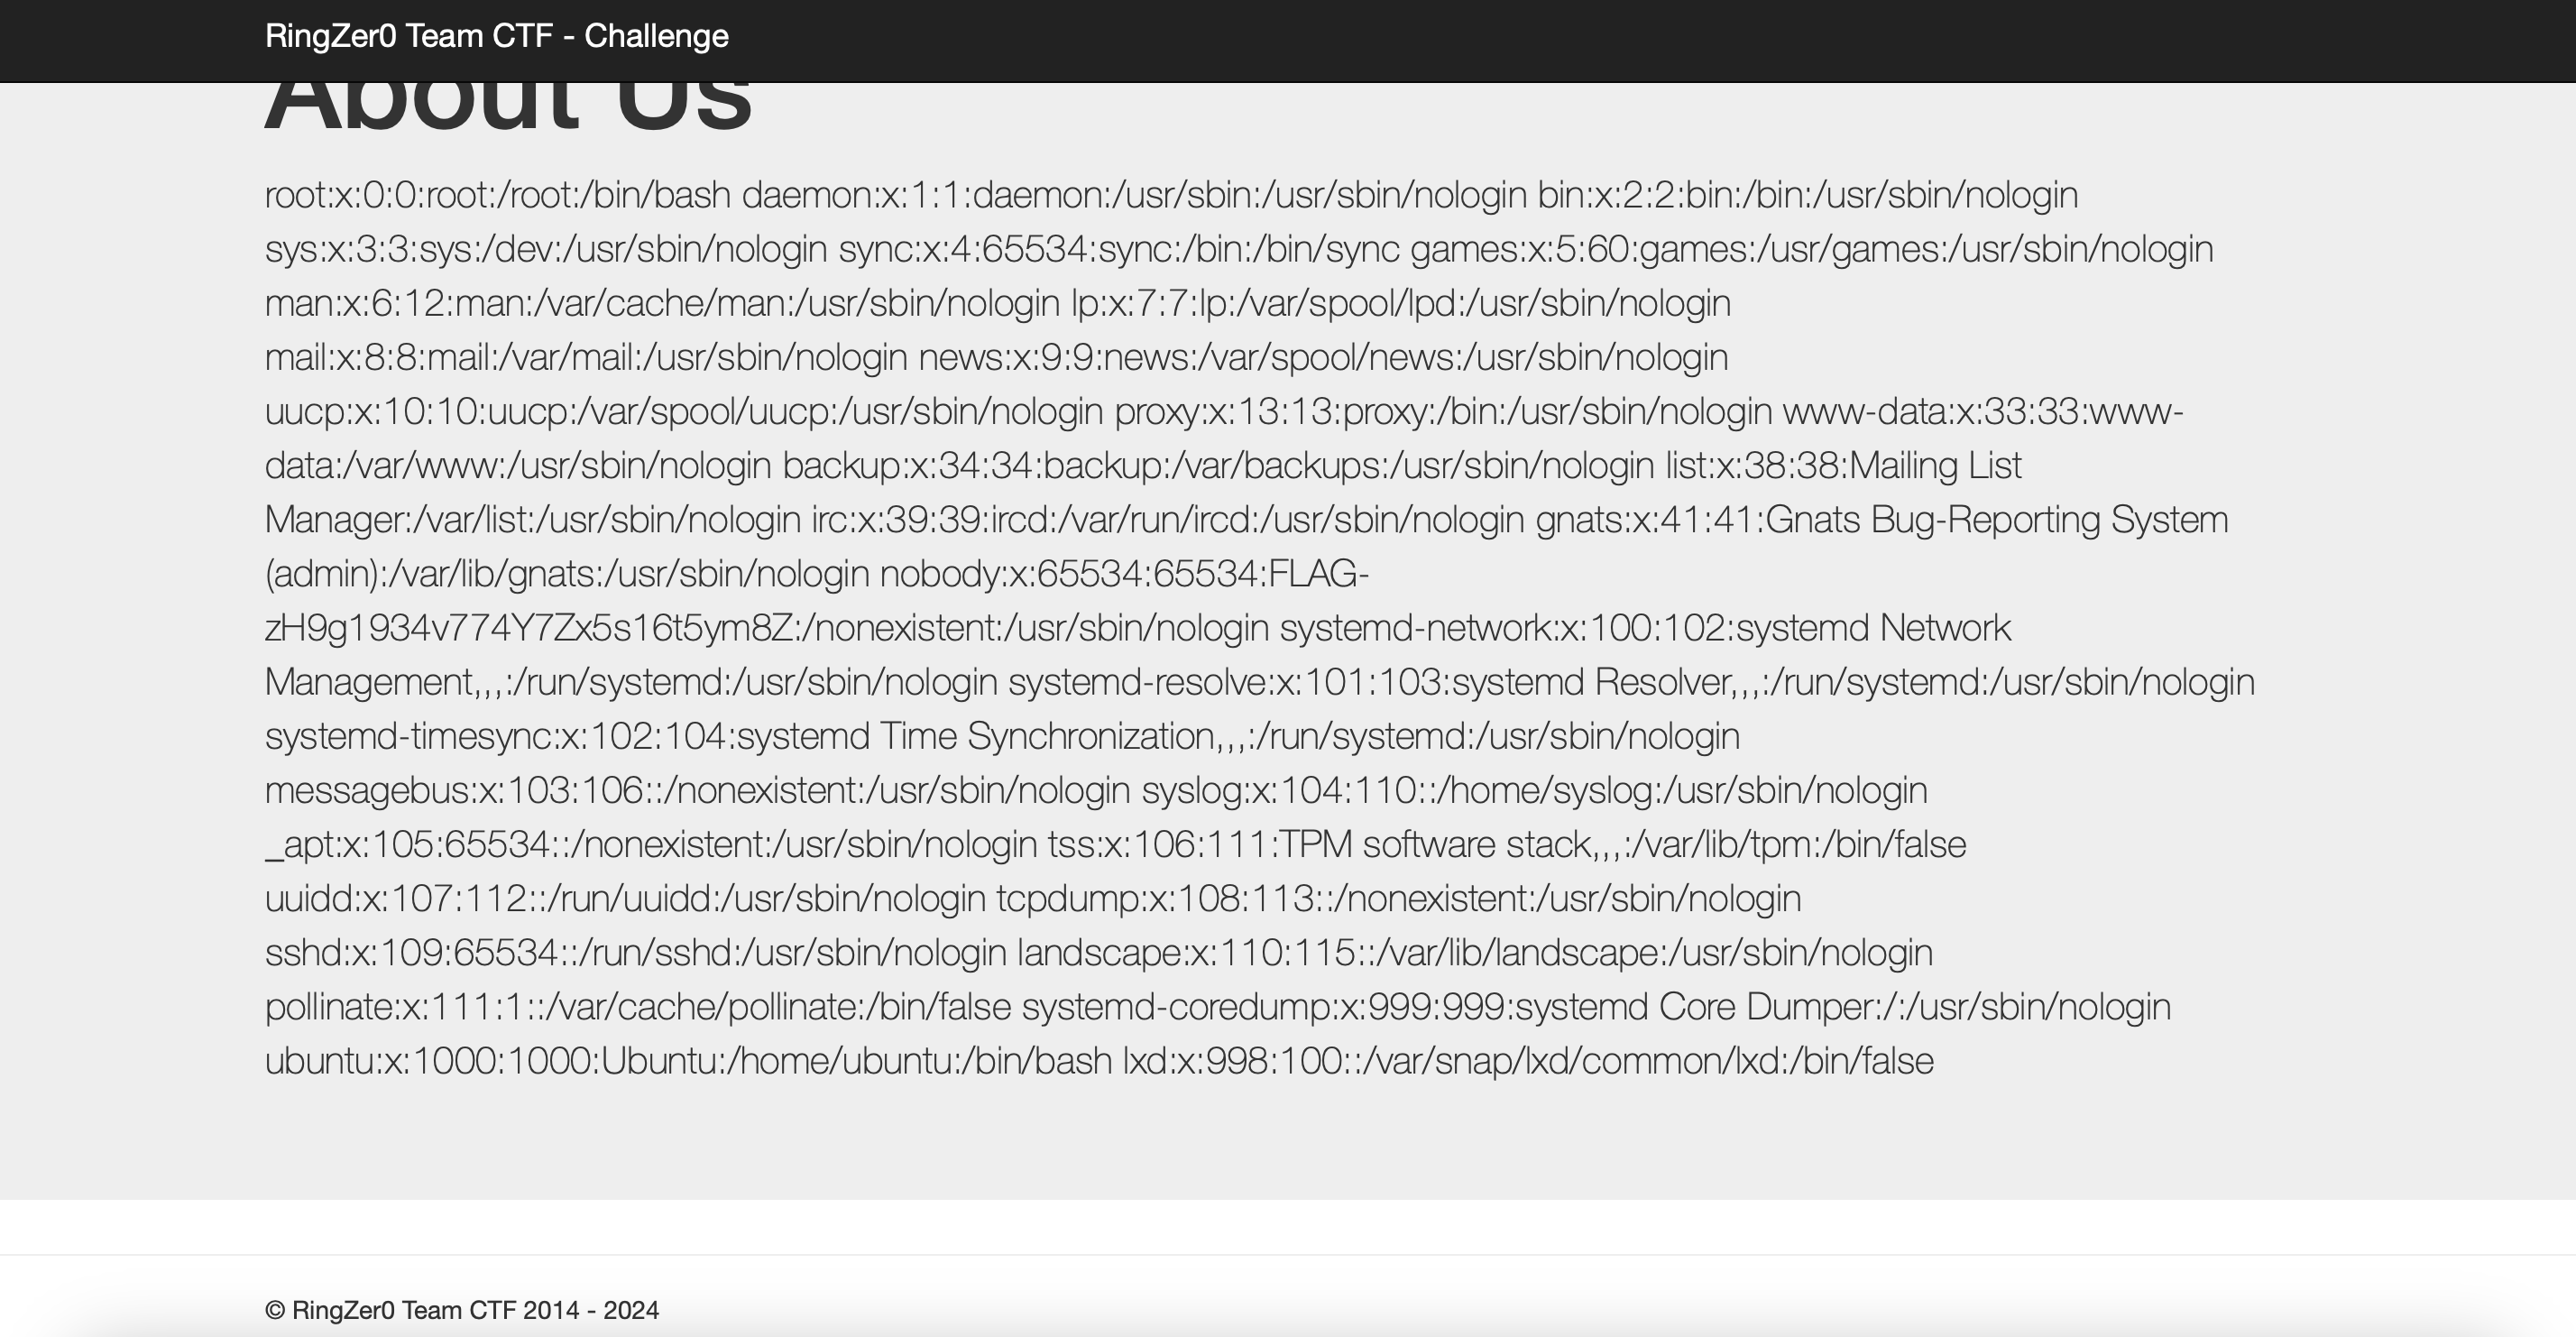 RingZer0 Team CTF - Challenge
About Us
root:x:0:0:root:/root:/bin/bash daemon:x:1:1:daemon:/usr/sbin:/usr/sbin/nologin bin:x:2:2:bin:/bin:/usr/sbin/nologin
sys:x:3:3:sys:/dev:/usr/sbin/nologin sync:x:4:65534:sync:/bin:/bin/sync games:x:5:60:games:/usr/games:/usr/sbin/nologin
man:x:6:12:man:/var/cache/man:/usr/sbin/nologin lp:x:7:7:lp:/var/spool/lpd:/usr/sbin/nologin
mail:x:8:8:mail:/var/mail:/usr/sbin/nologin news:x:9:9:news:/var/spool/news:/usr/sbin/nologin
uucp:x:10:10:uucp:/var/spool/uucp:/usr/sbin/nologin proxy:x:13:13:proxy:/bin:/usr/sbin/nologin www-data:x:33:33:www-
data:/var/www:/usr/sbin/nologin backup:x:34:34:backup:/var/backups:/usr/sbin/nologin list:x:38:38:Mailing List
Manager:/var/list:/usr/sbin/nologin irc:x:39:39:ircd:/var/run/ircd:/usr/sbin/nologin gnats:x:41:41:Gnats Bug-Reporting System
(admin):/var/lib/gnats:/usr/sbin/nologin nobody:x:65534:65534:FLAG-
zH9g1934v774Y7Zx5s16t5ym8Z:/nonexistent:/usr/sbin/nologin systemd-network:x:100:102:systemd Network
Management,,,:/run/systemd:/usr/sbin/nologin systemd-resolve:x:101:103:systemd Resolver,,,:/run/systemd:/usr/sbin/nologin
systemd-timesync:x:102:104:systemd Time Synchronization,,,:/run/systemd:/usr/sbin/nologin
messagebus:x:103:106::/nonexistent:/usr/sbin/nologin syslog:x:104:110::/home/syslog:/usr/sbin/nologin
_apt:x:105:65534::/nonexistent:/usr/sbin/nologin tss:x:106:111:TPM software stack,,,:/var/lib/tpm:/bin/false
uuidd:x:107:112::/run/uuidd:/usr/sbin/nologin tcpdump:x:108:113::/nonexistent:/usr/sbin/nologin
sshd:x:109:65534::/run/sshd:/usr/sbin/nologin landscape:x:110:115::/var/lib/landscape:/usr/sbin/nologin
pollinate:x:111:1::/var/cache/pollinate:/bin/false systemd-coredump:x:999:999:systemd Core Dumper:/:/usr/sbin/nologin
ubuntu:x:1000:1000:Ubuntu:/home/ubuntu:/bin/bash lxd:x:998:100::/var/snap/lxd/common/lxd:/bin/false
© RingZer0 Team CTF 2014 - 2024